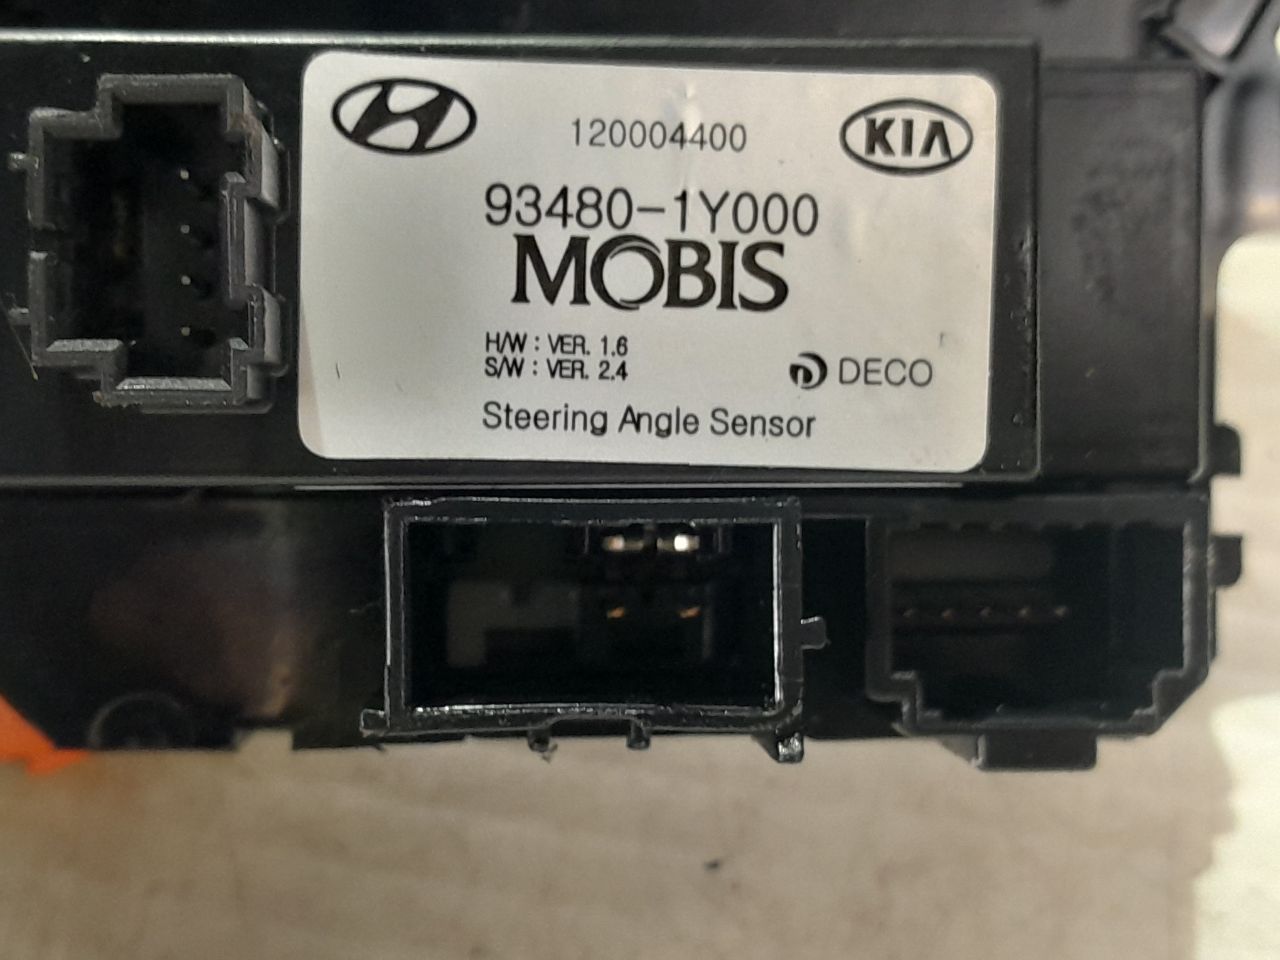 120004400
KIA
93480-1Y000
MOBIS
H/W : VER. 1.6
S/W : VER. 2.4
DECO
Steering Angle Sensor